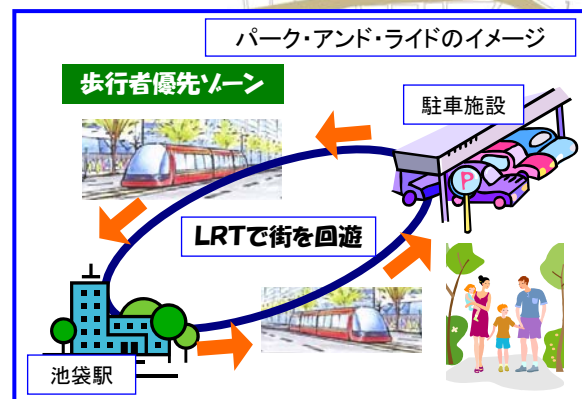 パーク・アンド・ライドのイメージ
歩行者優先ゾーン
駐車施設
P
LRTで街を回遊
池袋駅